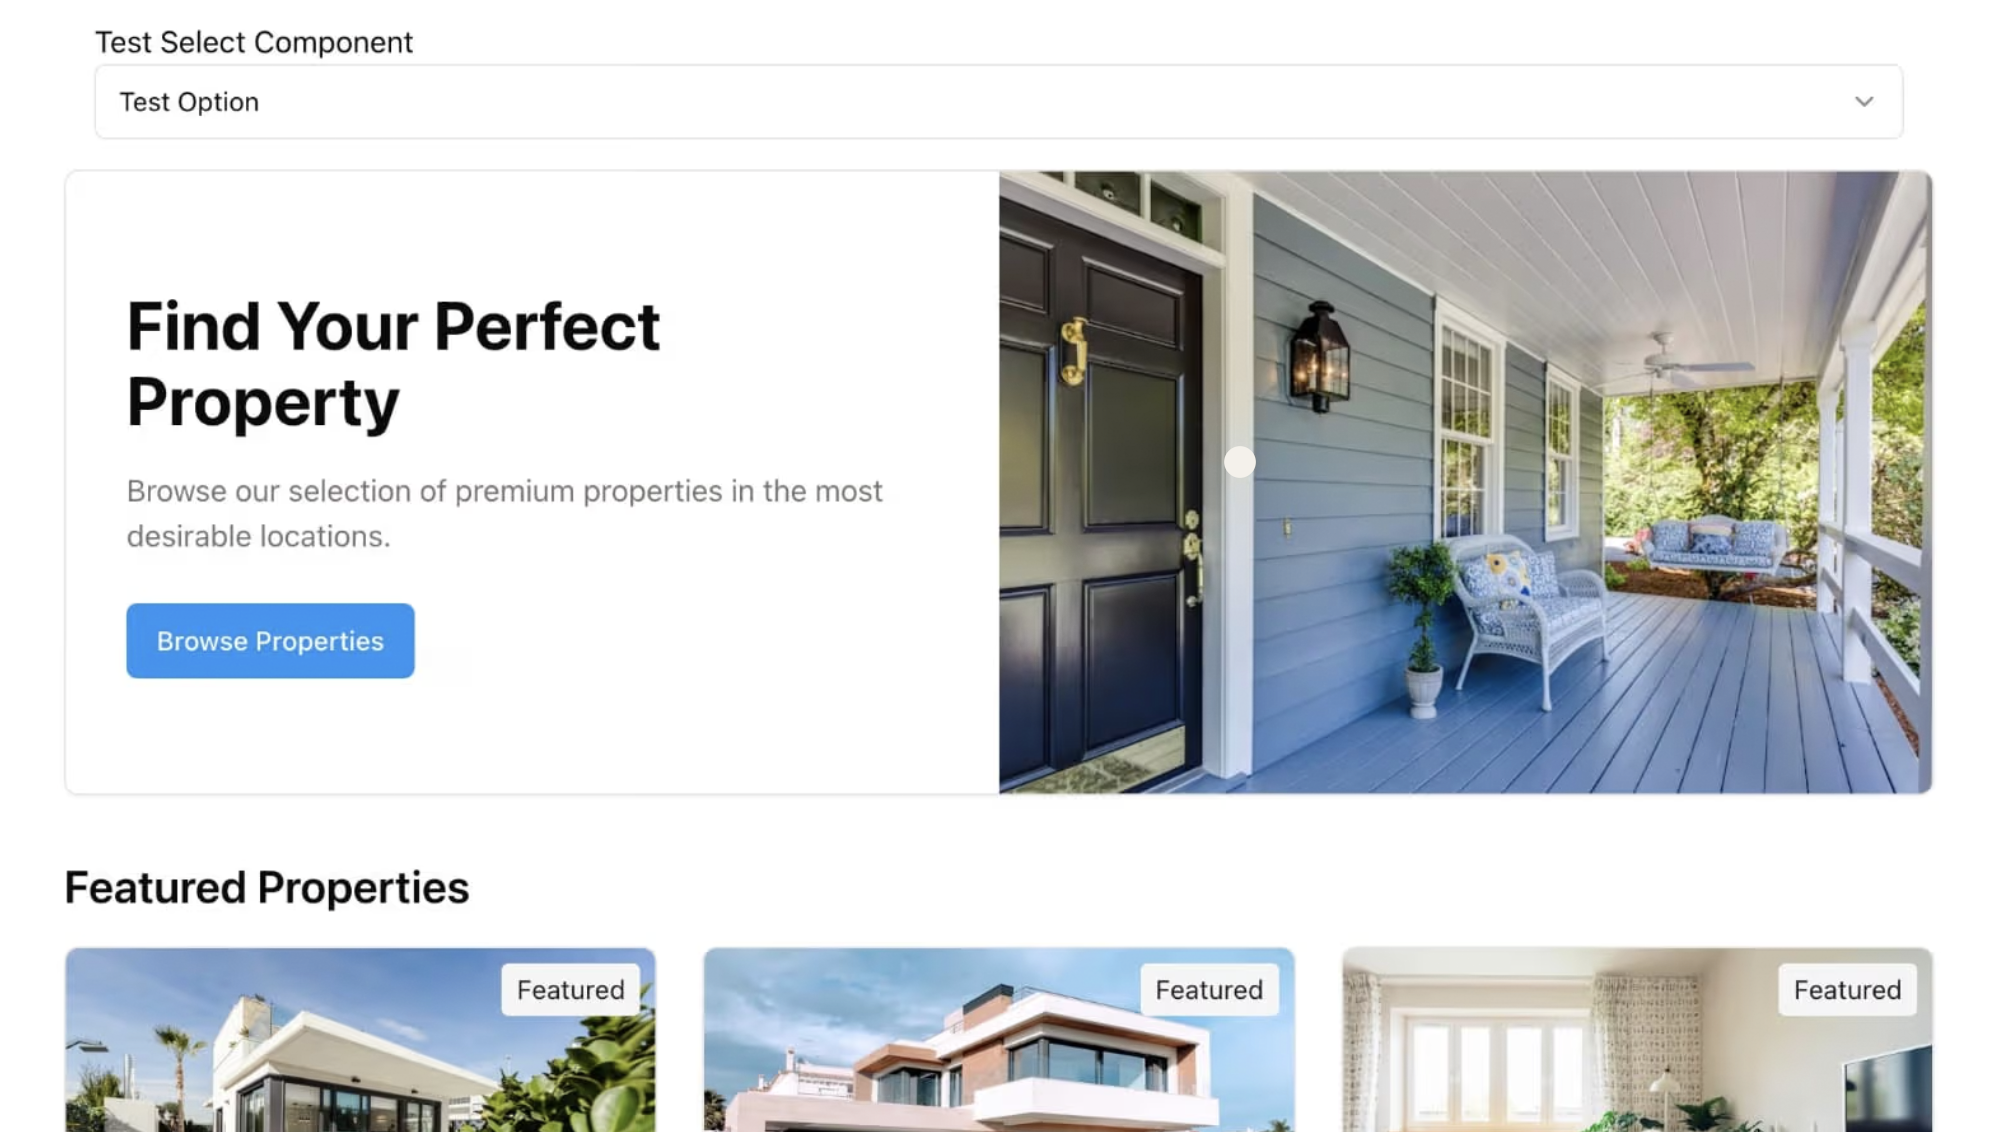 Test Select Component
Test Option
Find Your Perfect
Property
Browse our selection of premium properties in the most
desirable locations.
Browse Properties
Featured Properties
Featured
Featured
Featured